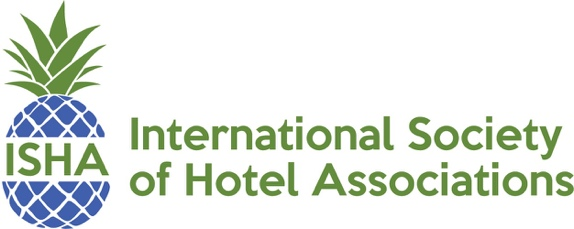 ISHA
International Society
of Hotel Associations